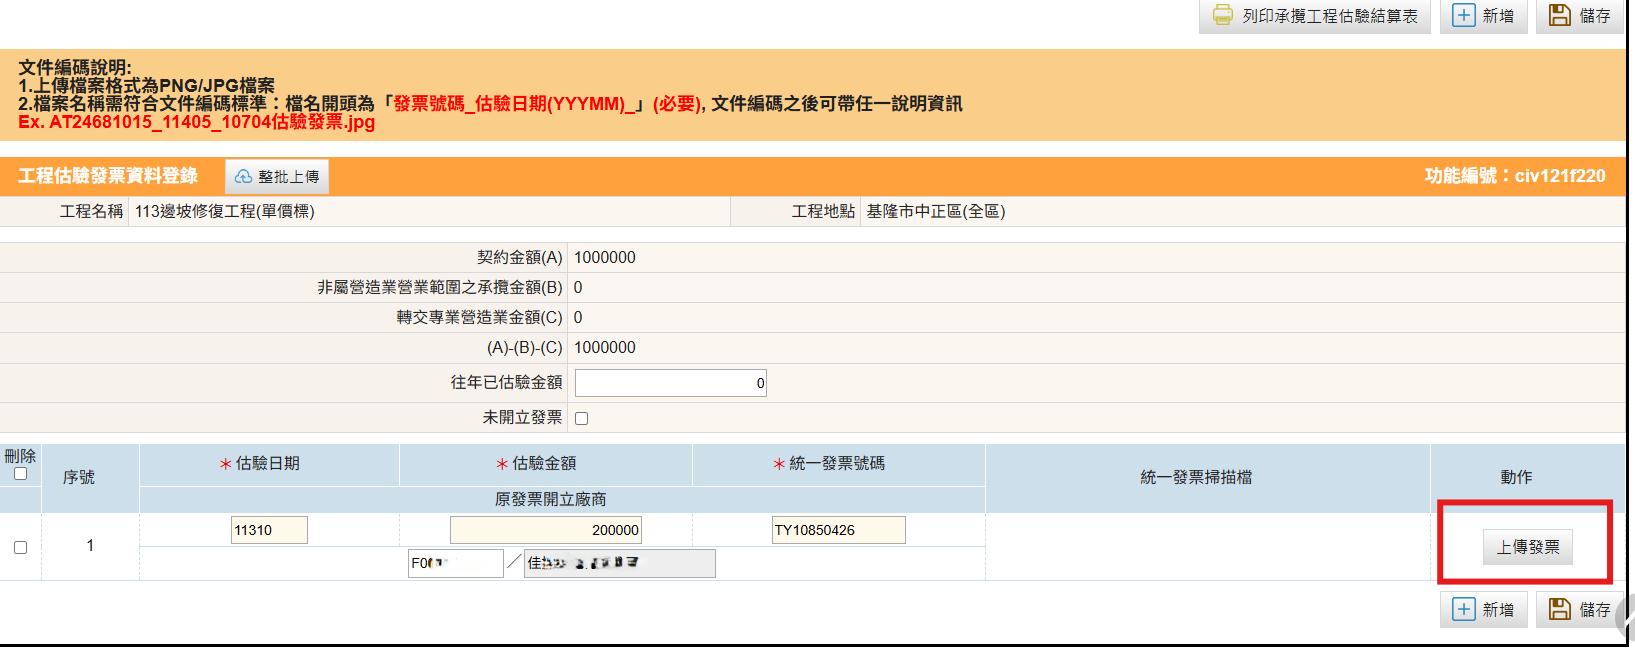 列印承攬工程估驗結算表 新增 儲存
文件編碼說明:
1.上傳檔案格式為PNG/JPG檔案
2.檔案名稱需符合文件編碼標準：檔名開頭為「發票號碼_估驗日期(YYYMM)_」(必要), 文件編碼之後可帶任一說明資訊
Ex. AT24681015_11405_10704估驗發票.jpg
工程估驗發票資料登錄 整批上傳 功能編號：civ121f220
工程名稱 113邊坡修復工程(單價標) 工程地點 基隆市中正區(全區)
契約金額(A) 1000000
非屬營造業營業範圍之承攬金額(B) 0
轉交專業營造業金額(C) 0
(A)-(B)-(C) 1000000
往年已估驗金額 0
未開立發票
刪除 序號 *估驗日期 *估驗金額 *統一發票號碼 統一發票掃描檔 動作
原發票開立廠商
1 11310 200000 TY10850426 上傳發票
F0 / 佳
新增 儲存